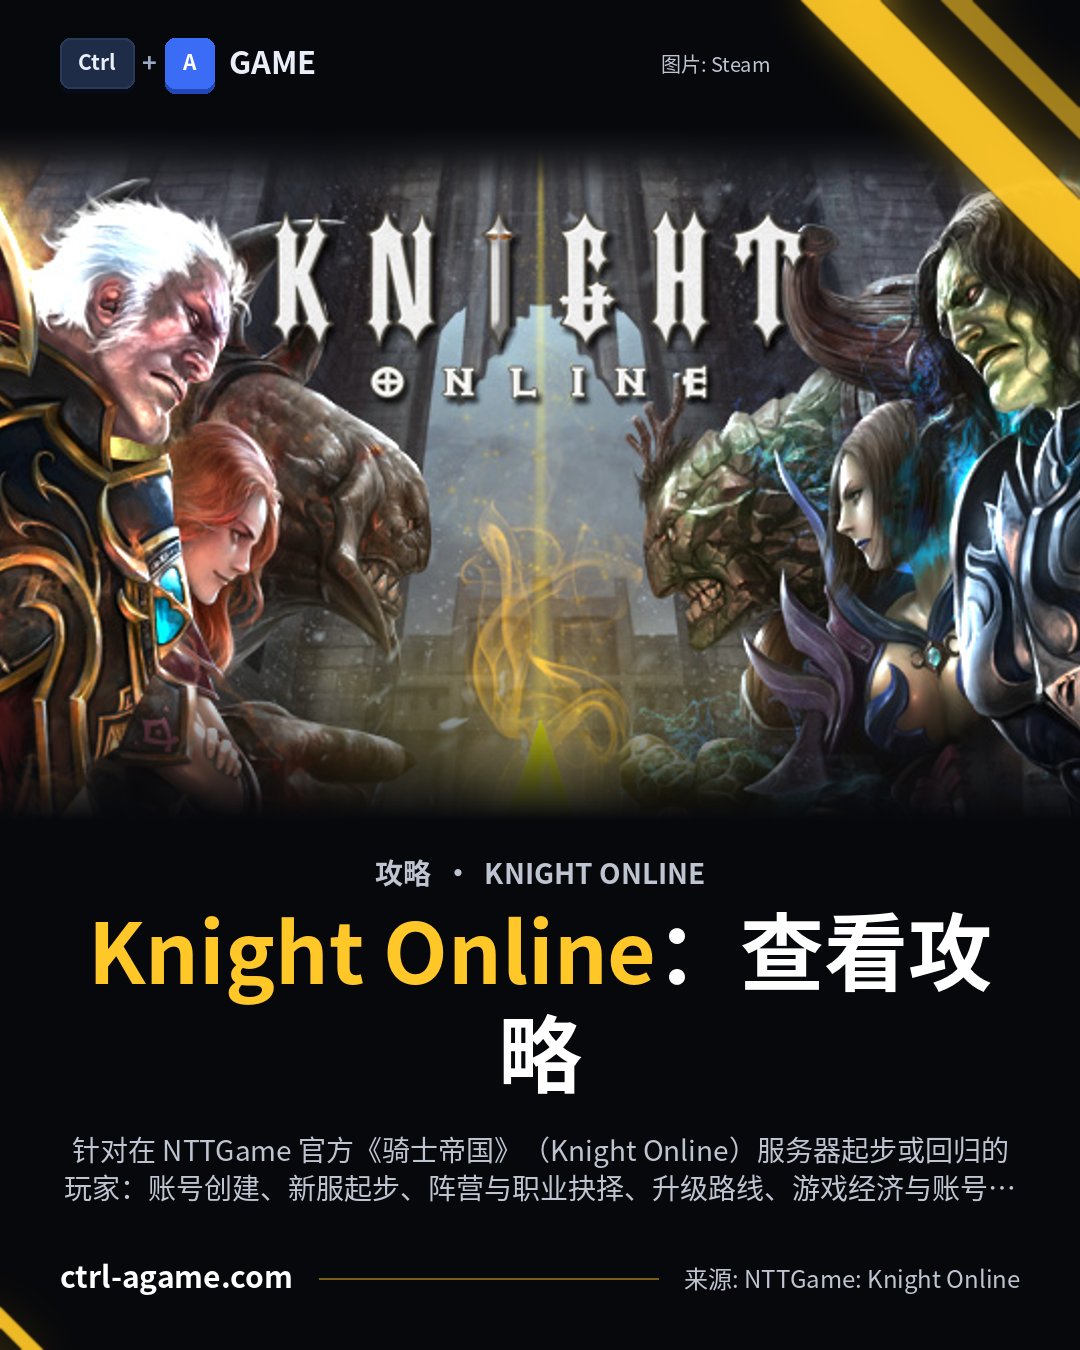 Ctrl + A GAME
图片: Steam
KNIGHT
ONLINE
攻略 · KNIGHT ONLINE
Knight Online：查看攻
略
针对在 NTTGame 官方《骑士帝国》（Knight Online）服务器起步或回归的
玩家：账号创建、新服起步、阵营与职业抉择、升级路线、游戏经济与账号…
ctrl-agame.com
来源: NTTGame: Knight Online